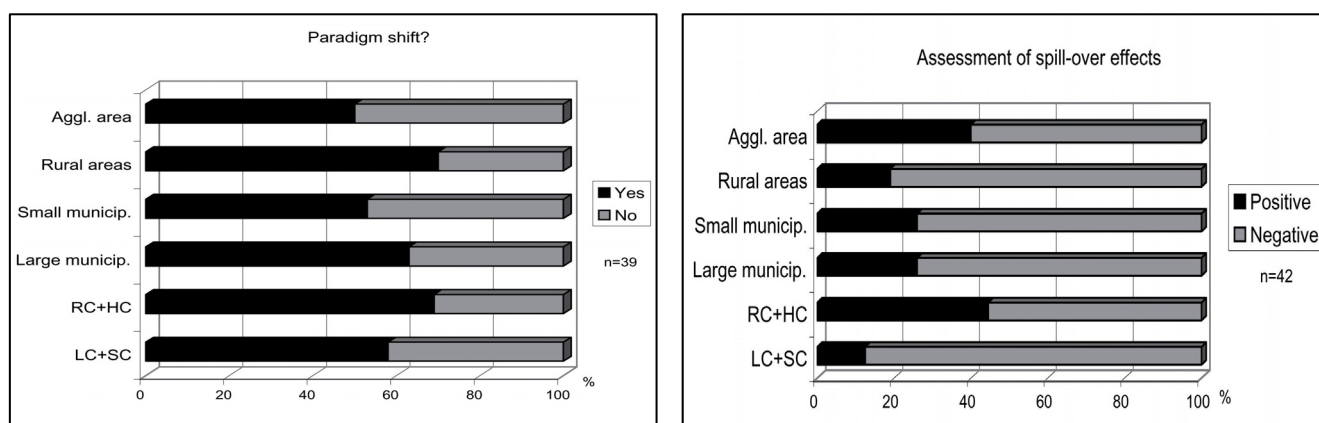 Paradigm shift?
Aggl. area
Rural areas
Small municip.
Large municip.
RC+HC
LC+SC
0 20 40 60 80 100 %
Yes
No
n=39
Assessment of spill-over effects
Aggl. area
Rural areas
Small municip.
Large municip.
RC+HC
LC+SC
0 20 40 60 80 100 %
Positive
Negative
n=42